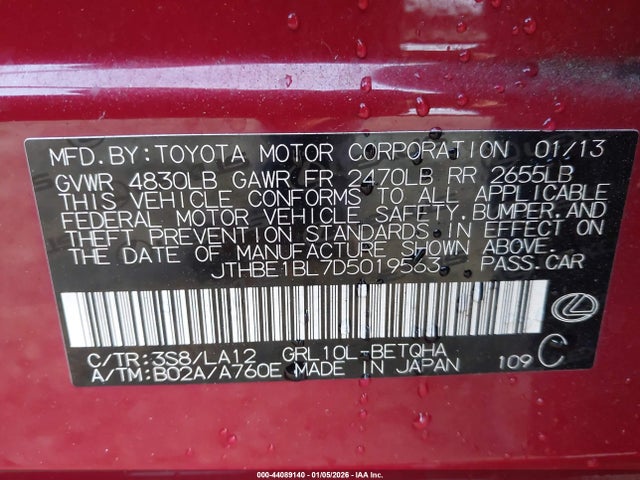 MFD.BY:TOYOTA MOTOR CORPORATION 01/13
GVWR 4830LB GAWR FR 2470LB RR 2655LB
THIS VEHICLE CONFORMS TO ALL APPLICABLE
FEDERAL MOTOR VEHICLE SAFETY,BUMPER,AND
THEFT PREVENTION STANDARDS IN EFFECT ON
THE DATE OF MANUFACTURE SHOWN ABOVE.
JTHBE1BL7D5019563 PASS.CAR
C/TR:3S8/LA12 GRL10L-BETQHA
A/TM:B02A/A760E MADE IN JAPAN 109 C
000-44089140 - 01/05/2026 - IAA Inc.